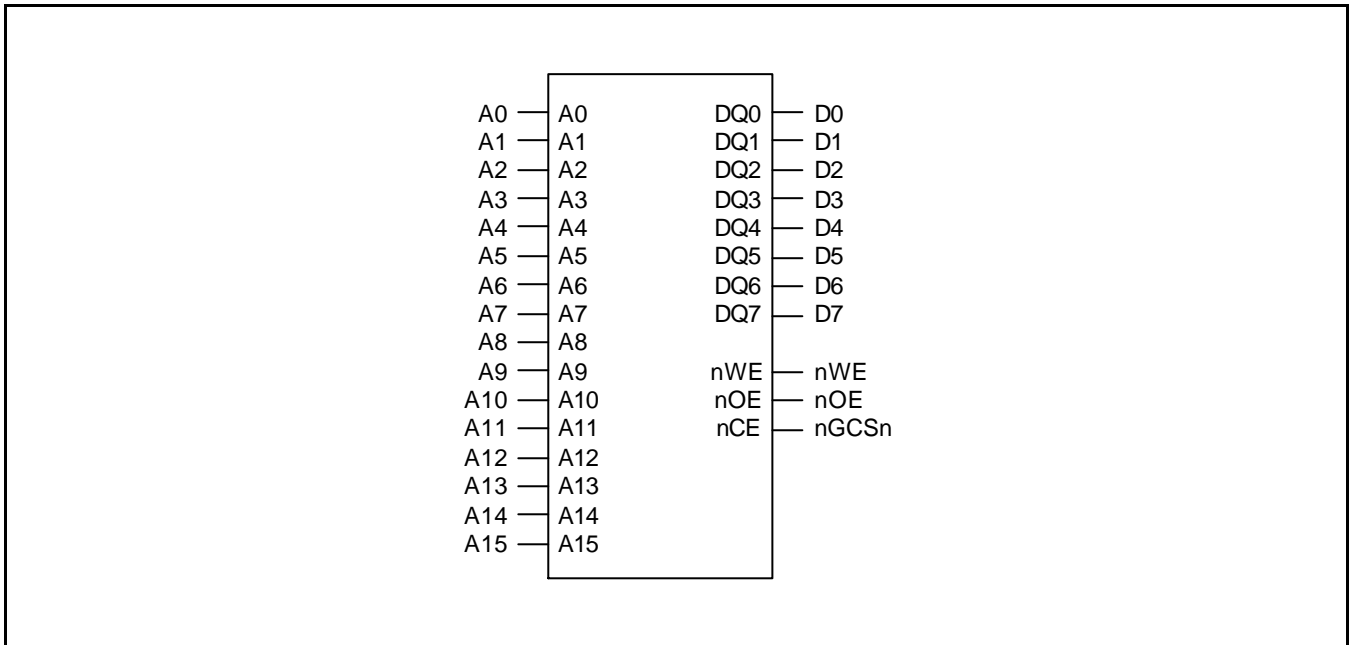 A0 A0 DQ0 D0
A1 A1 DQ1 D1
A2 A2 DQ2 D2
A3 A3 DQ3 D3
A4 A4 DQ4 D4
A5 A5 DQ5 D5
A6 A6 DQ6 D6
A7 A7 DQ7 D7
A8 A8
A9 A9 nWE nWE
A10 A10 nOE nOE
A11 A11 nCE nGCSn
A12 A12
A13 A13
A14 A14
A15 A15